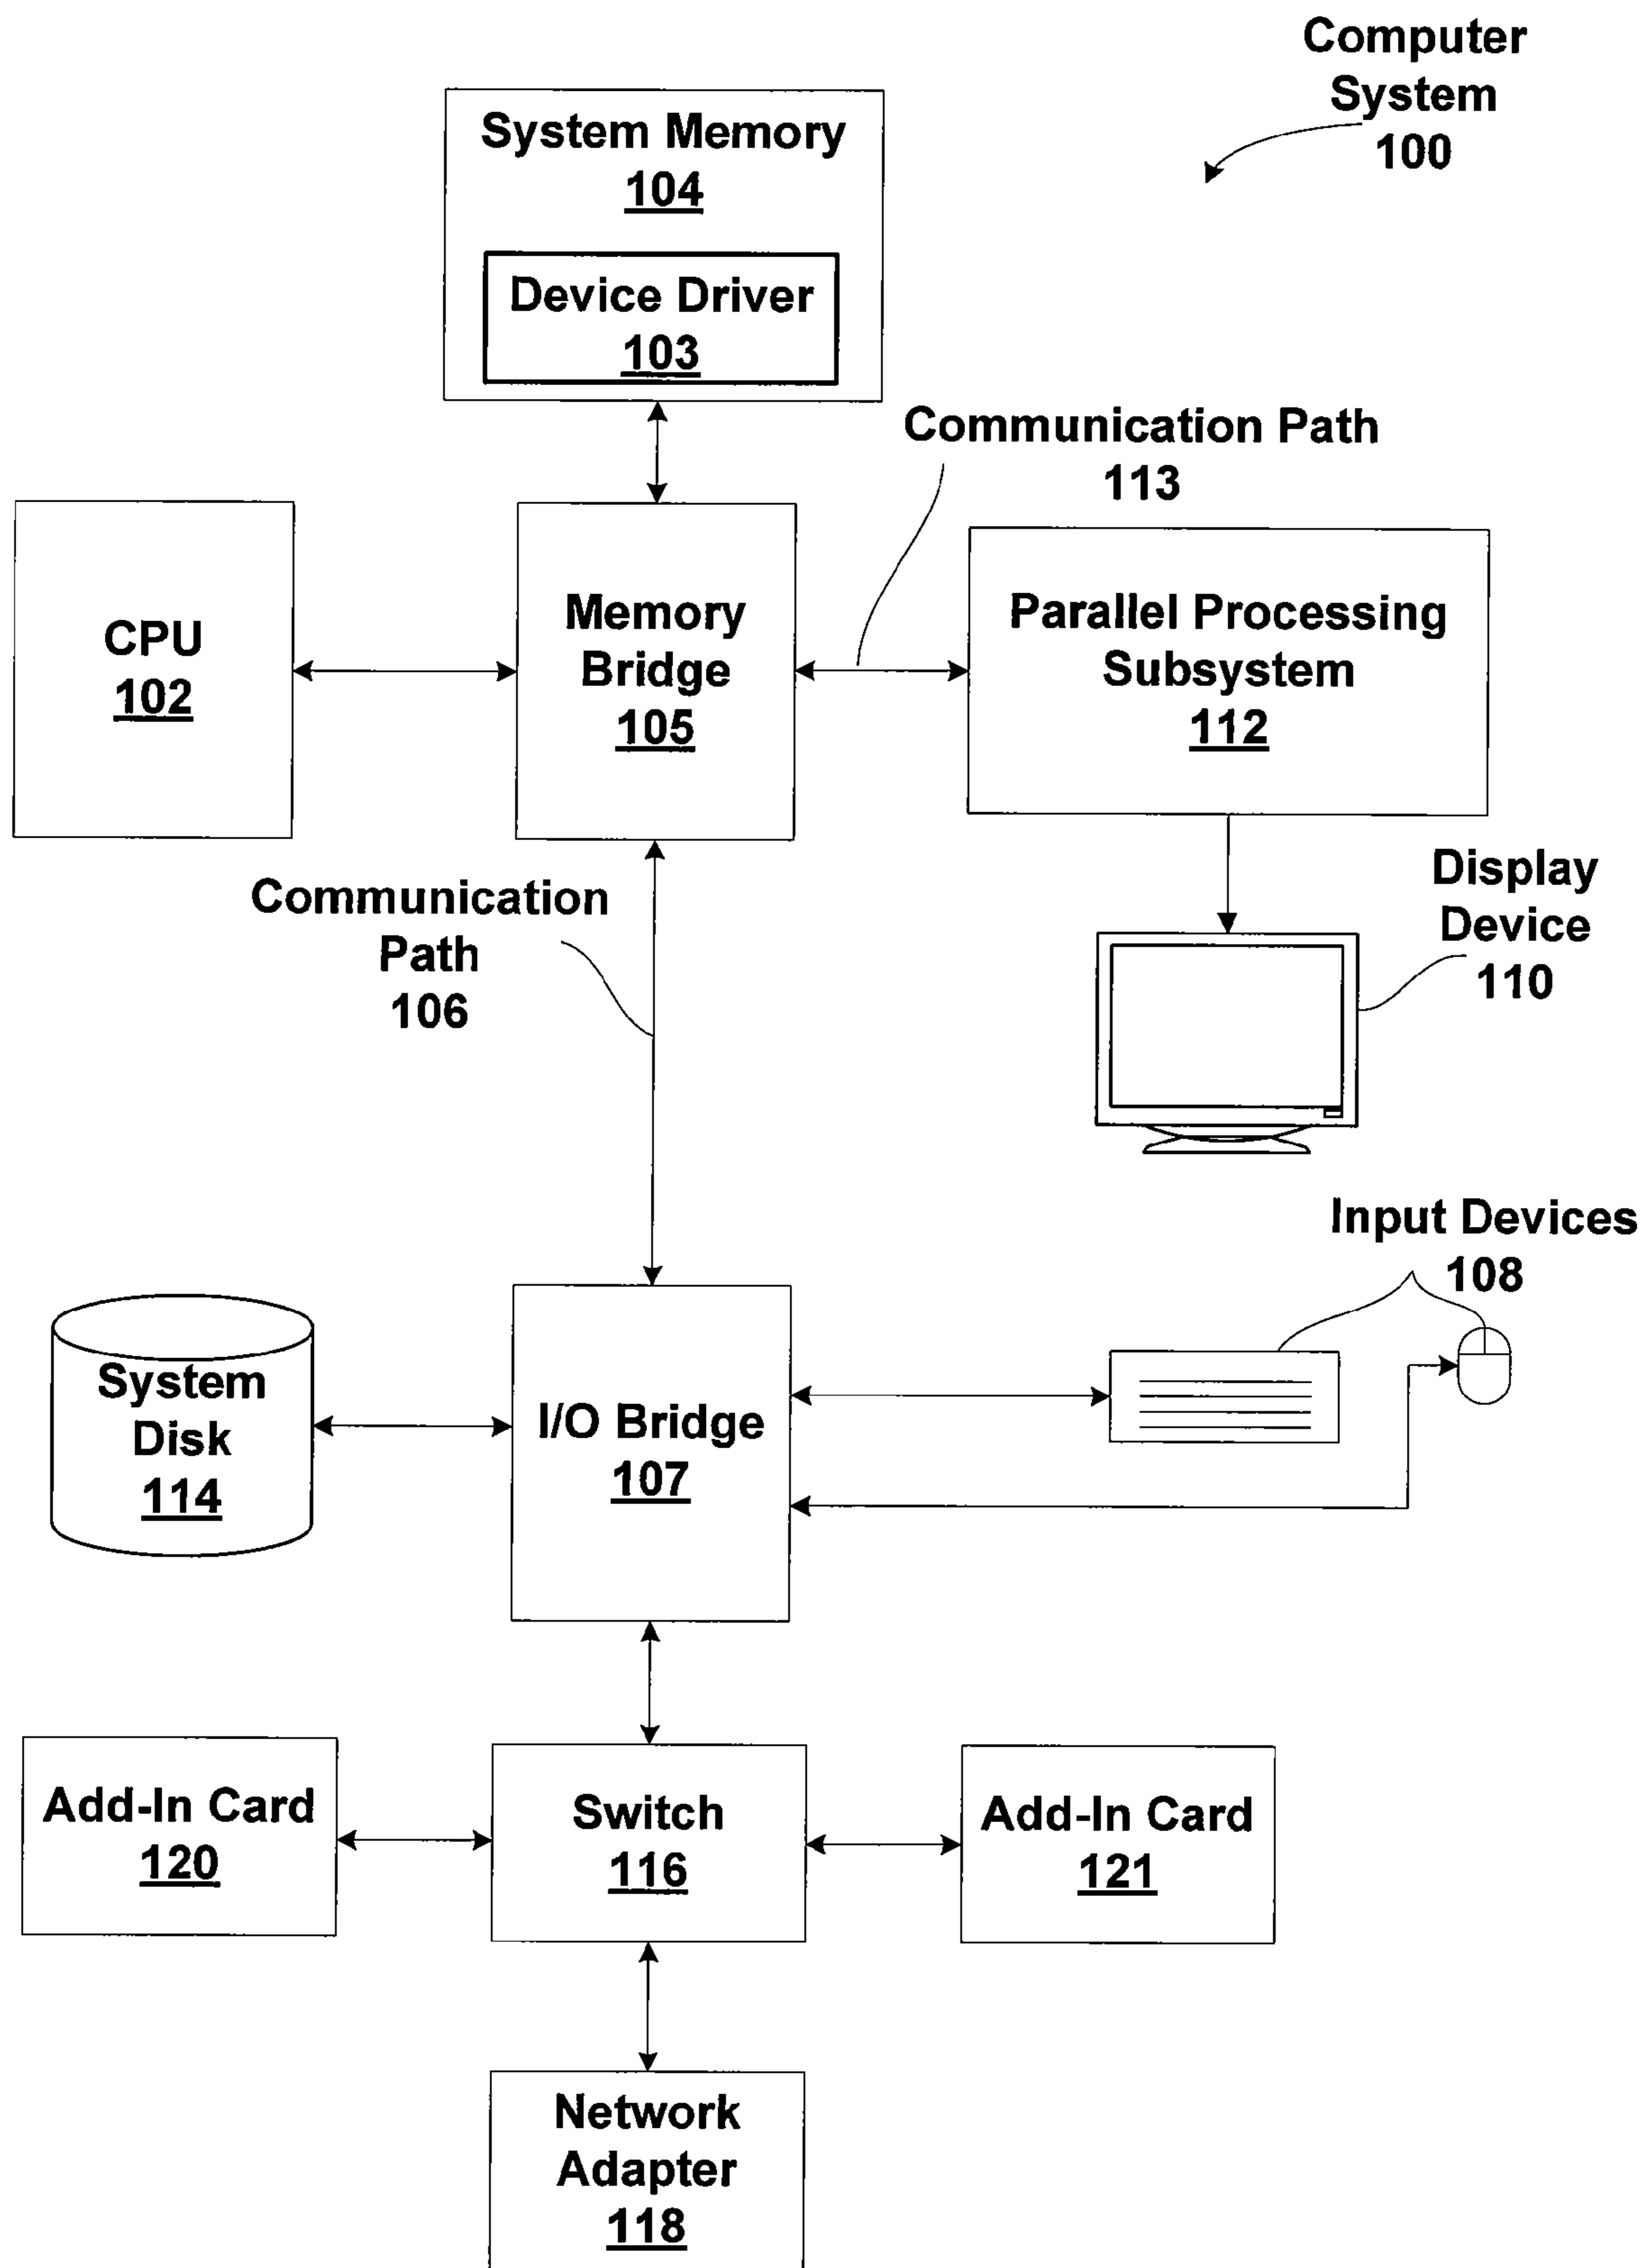 Computer
System
100
System Memory
104
Device Driver
103
Communication Path
113
CPU
102
Memory
Bridge
105
Parallel Processing
Subsystem
112
Communication
Path
106
Display
Device
110
Input Devices
108
System
Disk
114
I/O Bridge
107
Add-In Card
120
Switch
116
Add-In Card
121
Network
Adapter
118